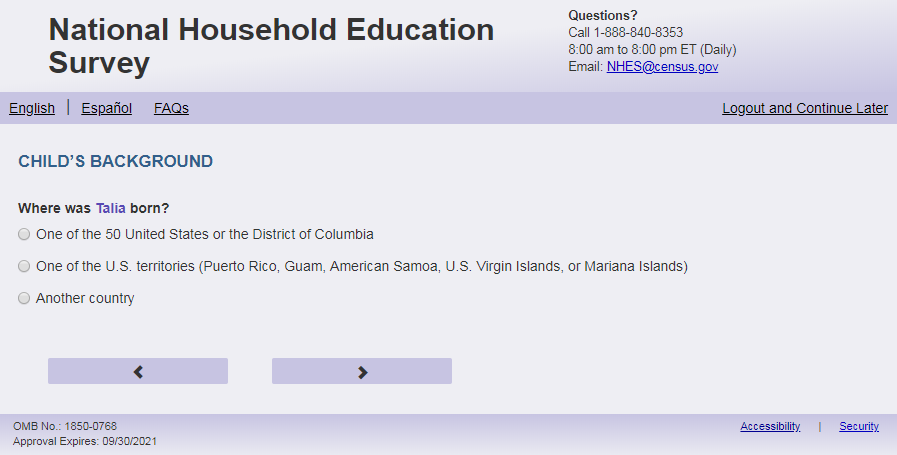 National Household Education
Survey
Questions?
Call 1-888-840-8353
8:00 am to 8:00 pm ET (Daily)
Email: NHES@census.gov
English | Español FAQs Logout and Continue Later
CHILD'S BACKGROUND
Where was Talia born?
One of the 50 United States or the District of Columbia
One of the U.S. territories (Puerto Rico, Guam, American Samoa, U.S. Virgin Islands, or Mariana Islands)
Another country
OMB No.: 1850-0768
Approval Expires: 09/30/2021
Accessibility | Security